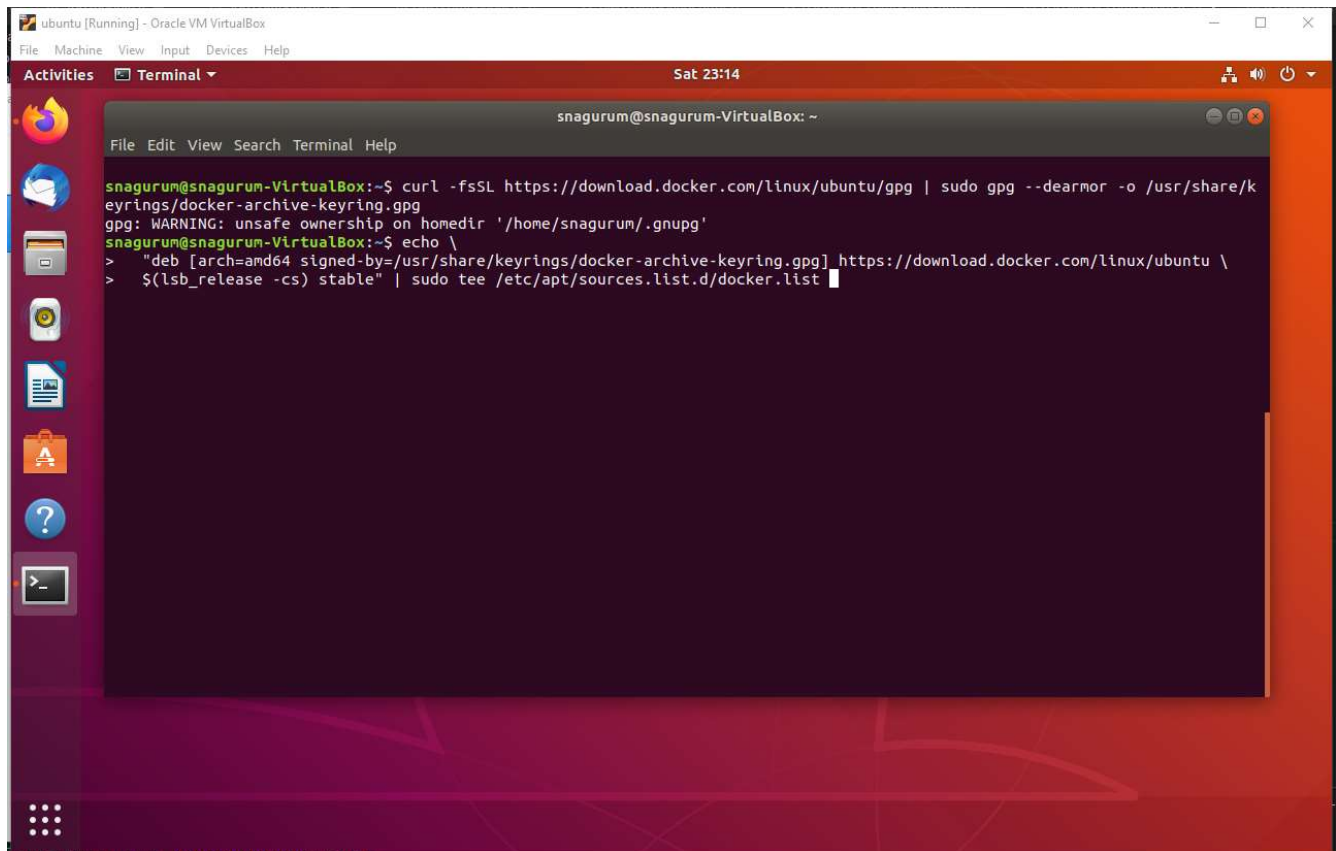 ubuntu [Running] - Oracle VM VirtualBox
File Machine View Input Devices Help
Activities Terminal Sat 23:14
snagurum@snagurum-VirtualBox: ~
File Edit View Search Terminal Help
snagurum@snagurum-VirtualBox:~$ curl -fsSL https://download.docker.com/linux/ubuntu/gpg | sudo gpg --dearmor -o /usr/share/k
eyrings/docker-archive-keyring.gpg
gpg: WARNING: unsafe ownership on homedir '/home/snagurum/.gnupg'
snagurum@snagurum-VirtualBox:~$ echo \
>   "deb [arch=amd64 signed-by=/usr/share/keyrings/docker-archive-keyring.gpg] https://download.docker.com/linux/ubuntu \
>   $(lsb_release -cs) stable" | sudo tee /etc/apt/sources.list.d/docker.list